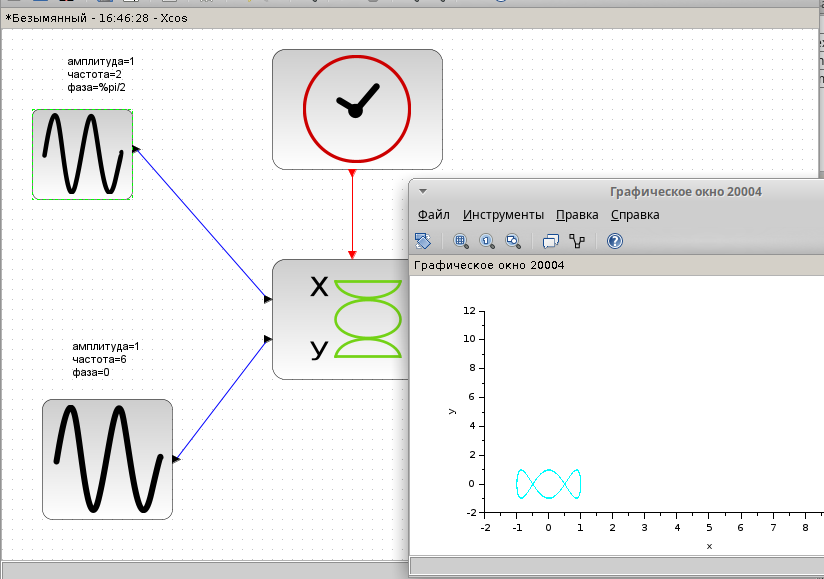 *Безымянный - 16:46:28 - Xcos
амплитуда=1
частота=2
фаза=%pi/2
X
y
амплитуда=1
частота=6
фаза=0
Графическое окно 20004
Файл Инструменты Правка Справка
Графическое окно 20004
12
10
8
6
4
2
0
-2
y
-2 -1 0 1 2 3 4 5 6 7 8
x